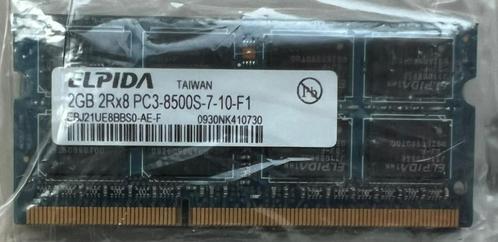 ELPIDA TAIWAN
2GB 2Rx8 PC3-8500S-7-10-F1
EBJ21UE8BBS0-AE-F 0930NK410730
Pb